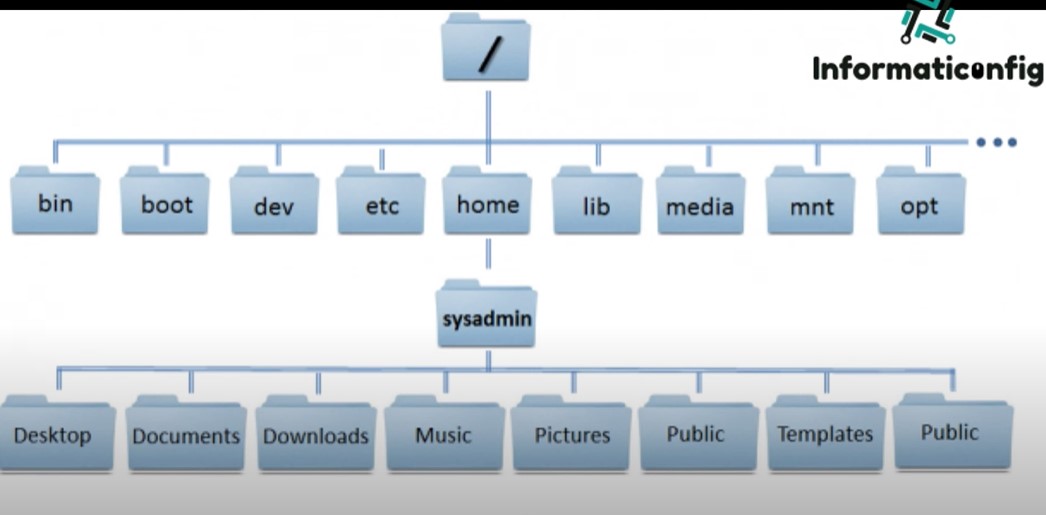 /
Informaticonfig
bin boot dev etc home lib media mnt opt
sysadmin
Desktop Documents Downloads Music Pictures Public Templates Public